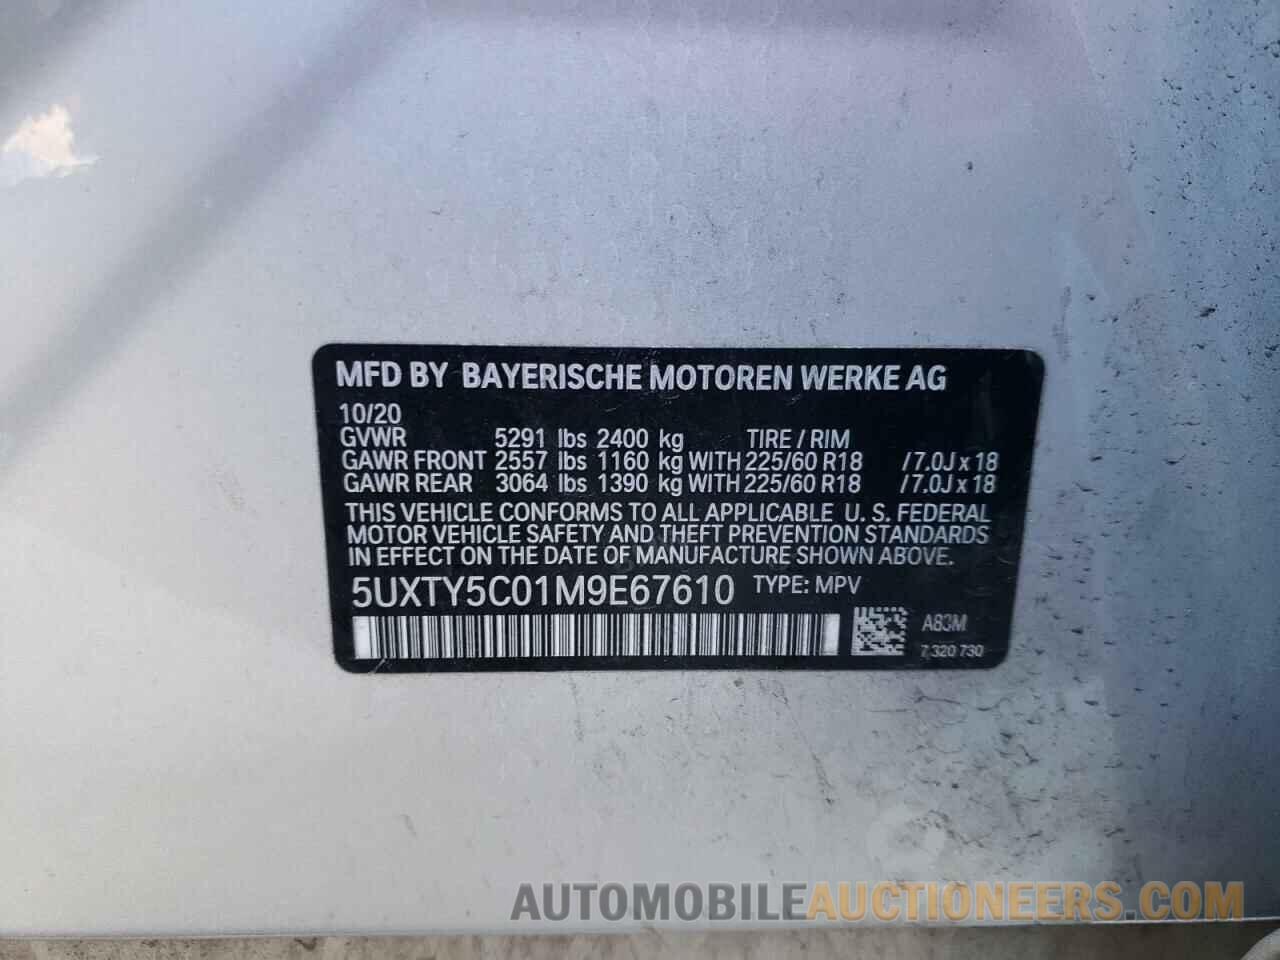 MFD BY BAYERISCHE MOTOREN WERKE AG
10/20
GVWR 5291 lbs 2400 kg TIRE / RIM
GAWR FRONT 2557 lbs 1160 kg WITH 225/60 R18 /7.0J x 18
GAWR REAR 3064 lbs 1390 kg WITH 225/60 R18 /7.0J x 18
THIS VEHICLE CONFORMS TO ALL APPLICABLE U. S. FEDERAL
MOTOR VEHICLE SAFETY AND THEFT PREVENTION STANDARDS
IN EFFECT ON THE DATE OF MANUFACTURE SHOWN ABOVE.
5UXTY5C01M9E67610 TYPE: MPV
A83M
7 320 730
AUTOMOBILEAUCTIONEERS.COM